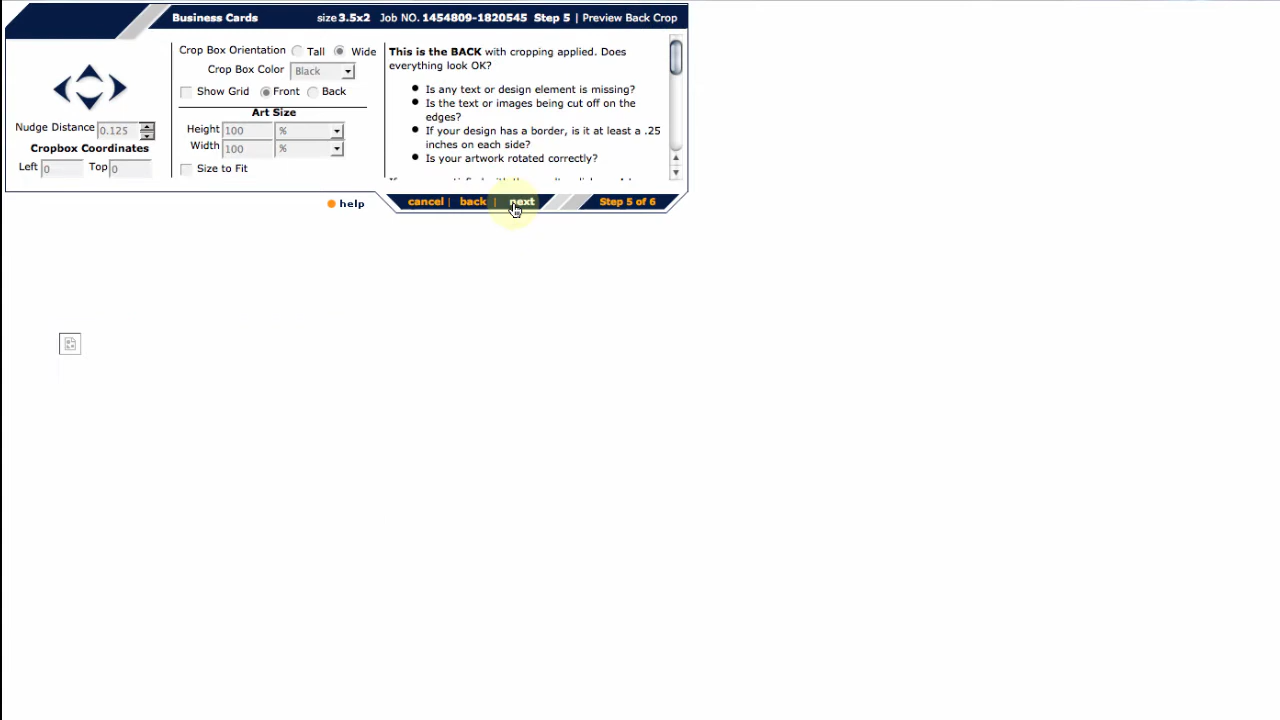 Business Cards size 3.5x2 Job NO. 1454809-1820545 Step 5 | Preview Back Crop
Crop Box Orientation Tall Wide
Crop Box Color Black
Show Grid Front Back
Art Size
Height 100 %
Width 100 %
Size to Fit
Nudge Distance 0.125
Cropbox Coordinates
Left 0 Top 0
This is the BACK with cropping applied. Does
everything look OK?
Is any text or design element is missing?
Is the text or images being cut off on the
edges?
If your design has a border, is it at least a .25
inches on each side?
Is your artwork rotated correctly?
help
cancel | back | next
Step 5 of 6